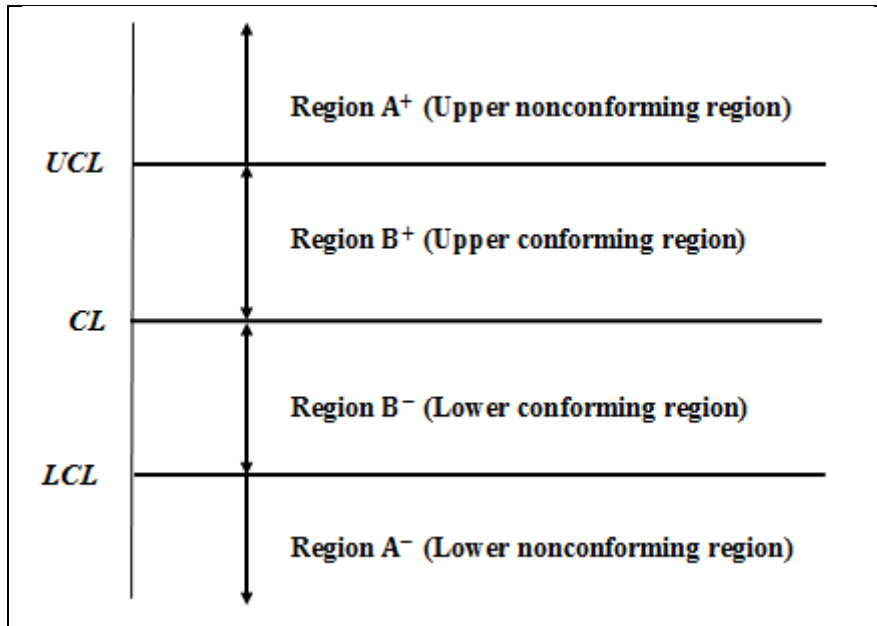 Region A⁺ (Upper nonconforming region)
UCL
Region B⁺ (Upper conforming region)
CL
Region B⁻ (Lower conforming region)
LCL
Region A⁻ (Lower nonconforming region)